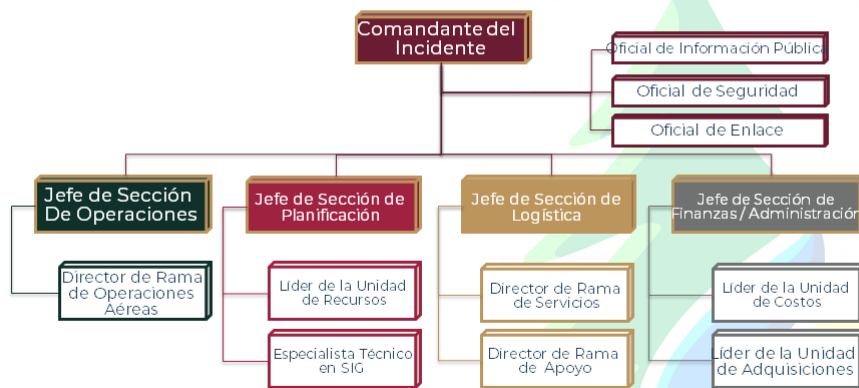 Comandante del
Incidente
Oficial de Información Pública
Oficial de Seguridad
Oficial de Enlace
Jefe de Sección
De Operaciones
Jefe de Sección de
Planificación
Jefe de Sección de
Logística
Jefe de Sección de
Finanzas / Administración
Director de Rama
de Operaciones
Aéreas
Líder de la Unidad
de Recursos
Director de Rama
de Servicios
Líder de la Unidad
de Costos
Especialista Técnico
en SIG
Director de Rama
de Apoyo
Líder de la Unidad
de Adquisiciones